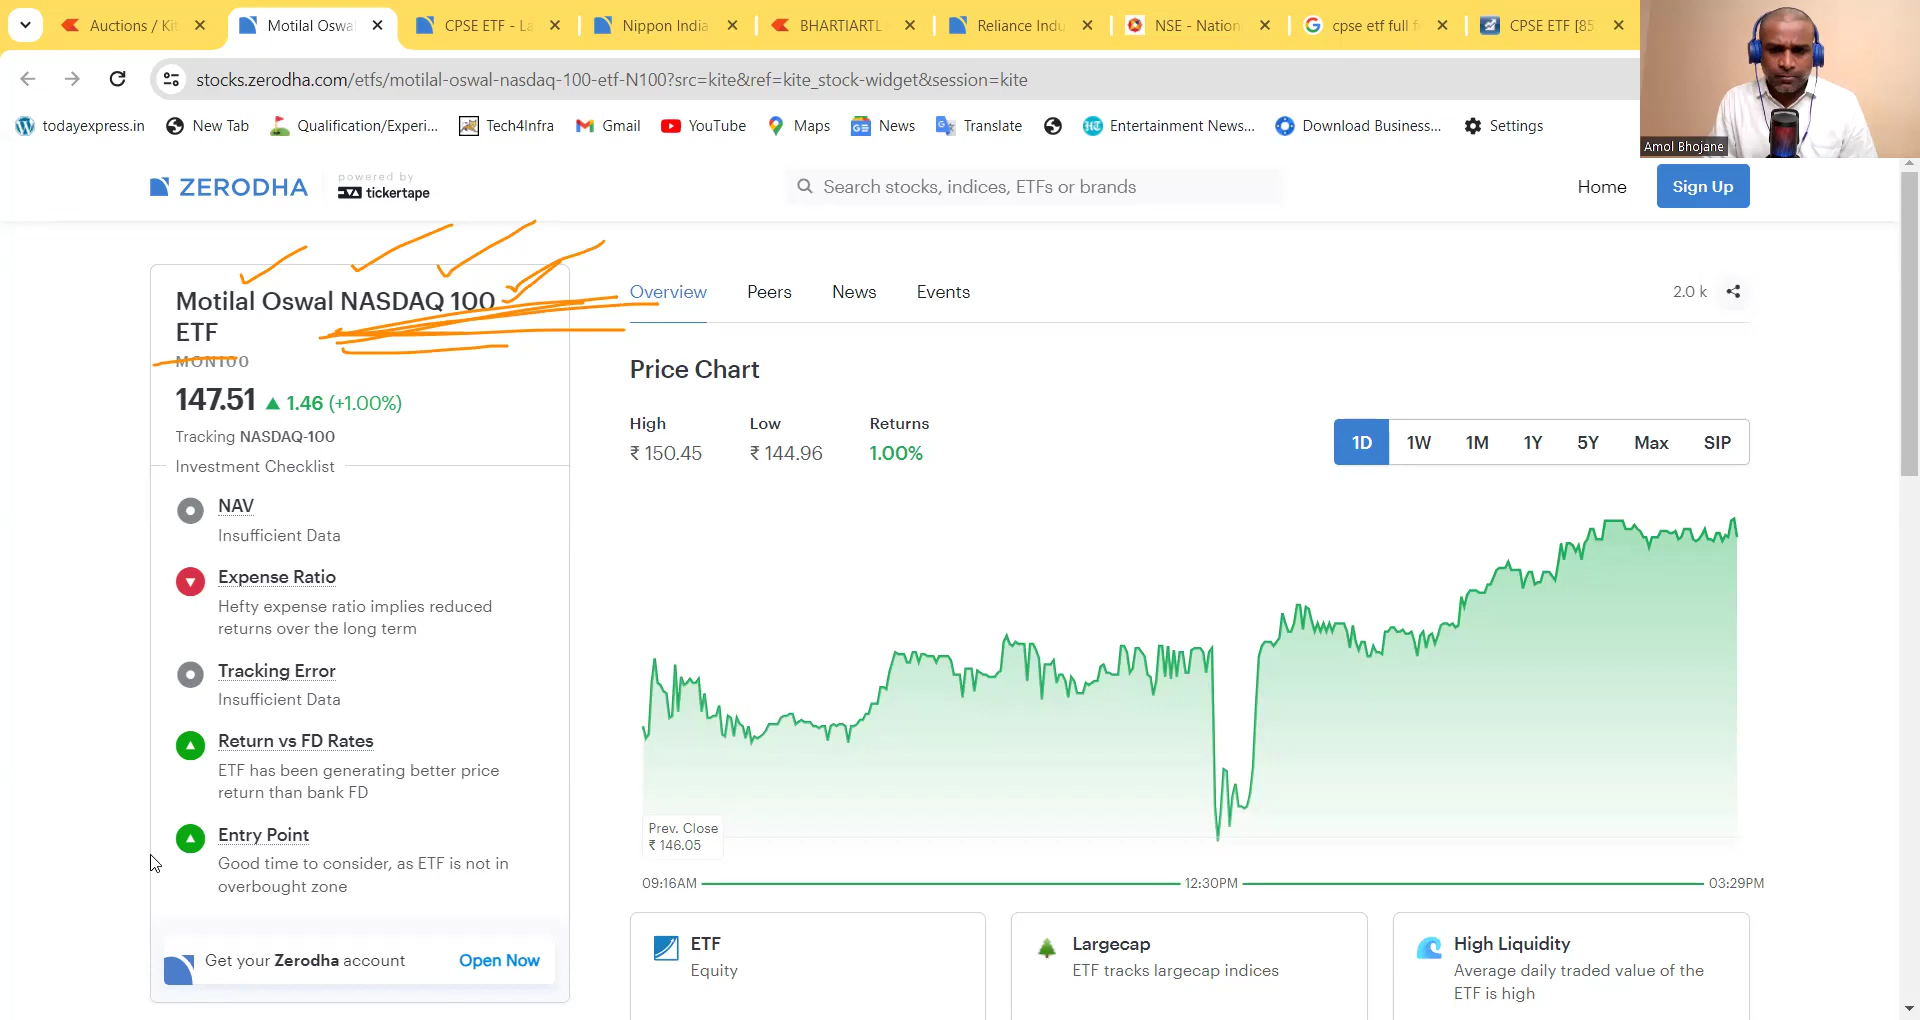 Auctions / Kit
Motilal Oswal
CPSE ETF - La
Nippon India
BHARTIARTL
Reliance Indu
NSE - Nation
cpse etf full f
CPSE ETF [85
stocks.zerodha.com/etfs/motilal-oswal-nasdaq-100-etf-N100?src=kite&ref=kite_stock-widget&session=kite
todayexpress.in
New Tab
Qualification/Experi...
Tech4Infra
Gmail
YouTube
Maps
News
Translate
Entertainment News...
Download Business...
Settings
Amol Bhojane
ZERODHA
powered by
tickertape
Search stocks, indices, ETFs or brands
Home
Sign Up
Motilal Oswal NASDAQ 100
ETF
MON100
147.51 ▲ 1.46 (+1.00%)
Tracking NASDAQ-100
Investment Checklist
NAV
Insufficient Data
Expense Ratio
Hefty expense ratio implies reduced
returns over the long term
Tracking Error
Insufficient Data
Return vs FD Rates
ETF has been generating better price
return than bank FD
Entry Point
Good time to consider, as ETF is not in
overbought zone
Get your Zerodha account
Open Now
Overview
Peers
News
Events
2.0 k
Price Chart
High
Low
Returns
₹ 150.45
₹ 144.96
1.00%
1D
1W
1M
1Y
5Y
Max
SIP
Prev. Close
₹ 146.05
09:16AM
12:30PM
03:29PM
ETF
Equity
Largecap
ETF tracks largecap indices
High Liquidity
Average daily traded value of the
ETF is high